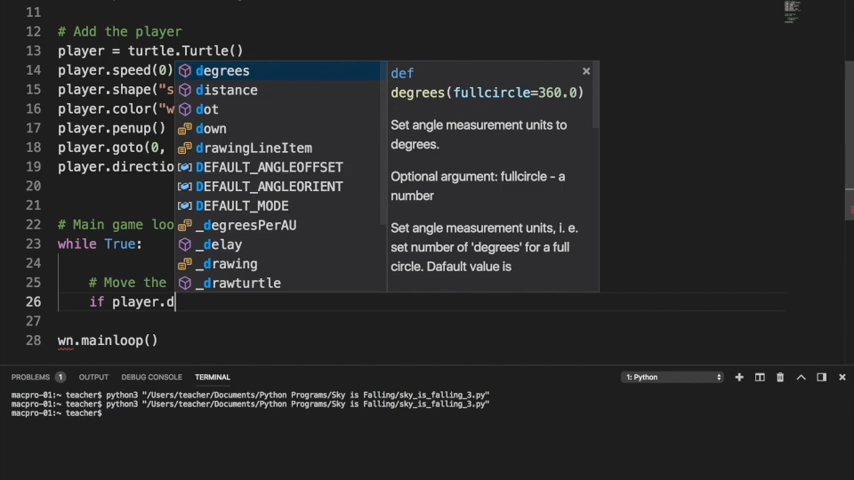 11
12 # Add the player
13 player = turtle.Turtle()
14 player.speed(0)
15 player.shape("s
16 player.color("w
17 player.penup()
18 player.goto(0,
19 player.directio
20
21
22 # Main game loo
23 while True:
24
25 # Move the
26 if player.d
27
28 wn.mainloop()
degrees
distance
dot
down
drawingLineItem
DEFAULT_ANGLEOFFSET
DEFAULT_ANGLEORIENT
DEFAULT_MODE
_degreesPerAU
_delay
_drawing
_drawturtle
def
degrees(fullcircle=360.0)
Set angle measurement units to
degrees.
Optional argument: fullcircle - a
number
Set angle measurement units, i. e.
set number of 'degrees' for a full
circle. Dafault value is
PROBLEMS 1 OUTPUT DEBUG CONSOLE TERMINAL 1: Python
macpro-01:~ teacher$ python3 "/Users/teacher/Documents/Python Programs/Sky is Falling/sky_is_falling_3.py"
macpro-01:~ teacher$ python3 "/Users/teacher/Documents/Python Programs/Sky is Falling/sky_is_falling_3.py"
macpro-01:~ teacher$